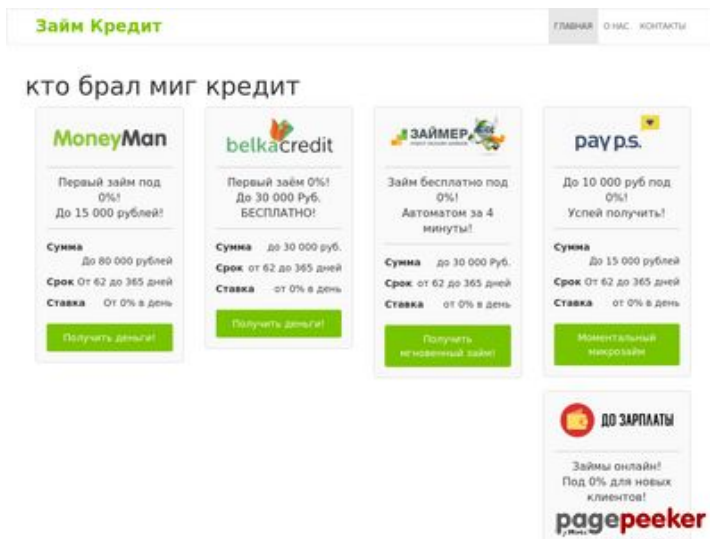 Займ Кредит
ГЛАВНАЯ О НАС. КОНТАКТЫ
кто брал миг кредит
MoneyMan
Первый займ под
0%!
До 15 000 рублей!
Сумма
До 80 000 рублей
Срок От 62 до 365 дней
Ставка От 0% в день
Получить деньги!
belkacredit
Первый заём 0%!
До 30 000 Руб.
БЕСПЛАТНО!
Сумма до 30 000 руб.
Срок от 62 до 365 дней
Ставка от 0% в день
Получить деньги!
ЗАЙМЕР
Займ бесплатно под
0%!
Автоматом за 4
минуты!
Сумма до 30 000 Руб.
Срок от 62 до 365 дней
Ставка от 0% в день
Получить
мгновенный займ!
pay p.s.
До 10 000 руб под
0%!
Успей получить!
Сумма
До 15 000 рублей
Срок От 62 до 365 дней
Ставка от 0% в день
Моментальный
микрозайм
ДО ЗАРПЛАТЫ
Займы онлайн!
Под 0% для новых
клиентов!
pagepeeker